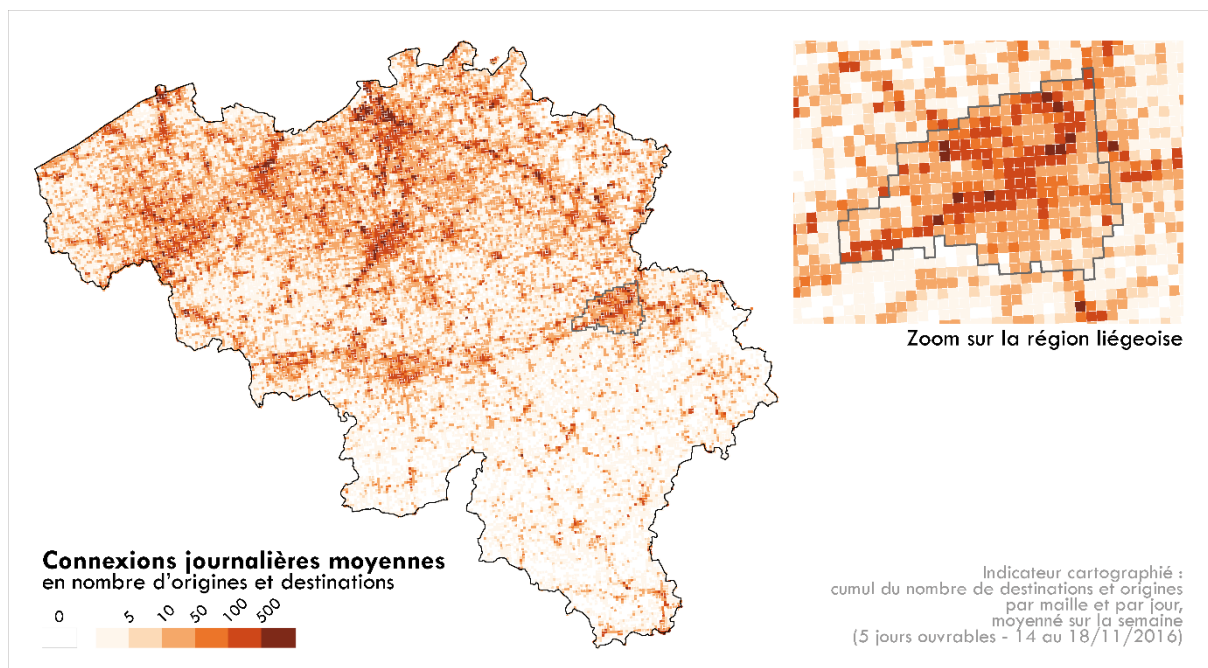 Zoom sur la région liégeoise
Connexions journalières moyennes
en nombre d'origines et destinations
0 5 10 50 100 500
Indicateur cartographié :
cumul du nombre de destinations et origines
par maille et par jour,
moyenné sur la semaine
(5 jours ouvrables - 14 au 18/11/2016)